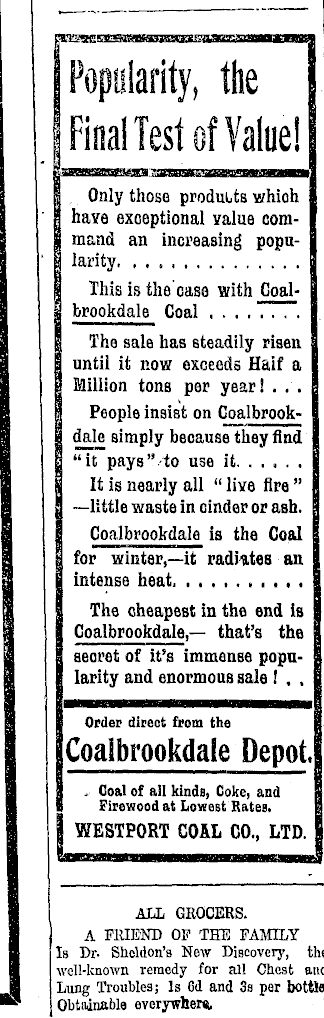 Popularity, the
Final Test of Value!
Only those products which
have exceptional value com-
mand an increasing popu-
larity. . . . . . . . . . . . . . .
This is the case with Coal-
brookdale Coal . . . . . . . .
The sale has steadily risen
until it now exceeds Half a
Million tons per year! . . .
People insist on Coalbrook-
dale simply because they find
"it pays" to use it. . . . . .
It is nearly all "live fire"
—little waste in cinder or ash.
Coalbrookdale is the Coal
for winter,—it radiates an
intense heat. . . . . . . . . . .
The cheapest in the end is
Coalbrookdale,— that's the
secret of it's immense popu-
larity and enormous sale! . .
Order direct from the
Coalbrookdale Depot.
Coal of all kinds, Coke, and
Firewood at Lowest Rates.
WESTPORT COAL CO., LTD.
ALL GROCERS.
A FRIEND OF THE FAMILY
Is Dr. Sheldon's New Discovery, the
well-known remedy for all Chest and
Lung Troubles; 1s 6d and 3s per bottle
Obtainable everywhere.